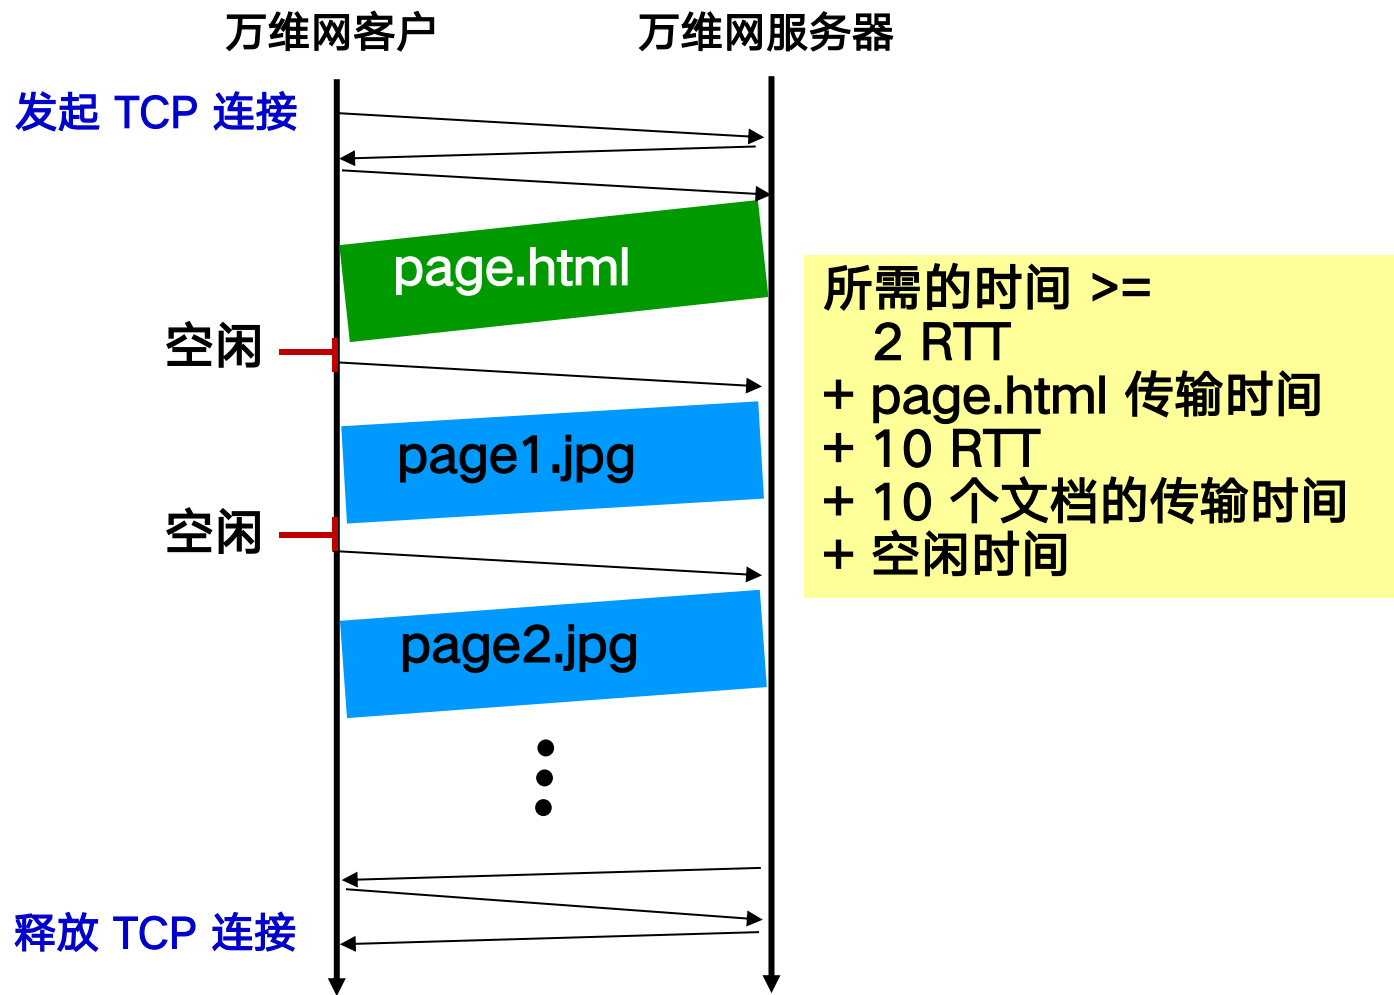 万维网客户
万维网服务器
发起 TCP 连接
page.html
空闲
page1.jpg
空闲
page2.jpg
释放 TCP 连接
所需的时间 >=
2 RTT
+ page.html 传输时间
+ 10 RTT
+ 10 个文档的传输时间
+ 空闲时间